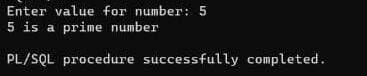 Enter value for number: 5
5 is a prime number
PL/SQL procedure successfully completed.